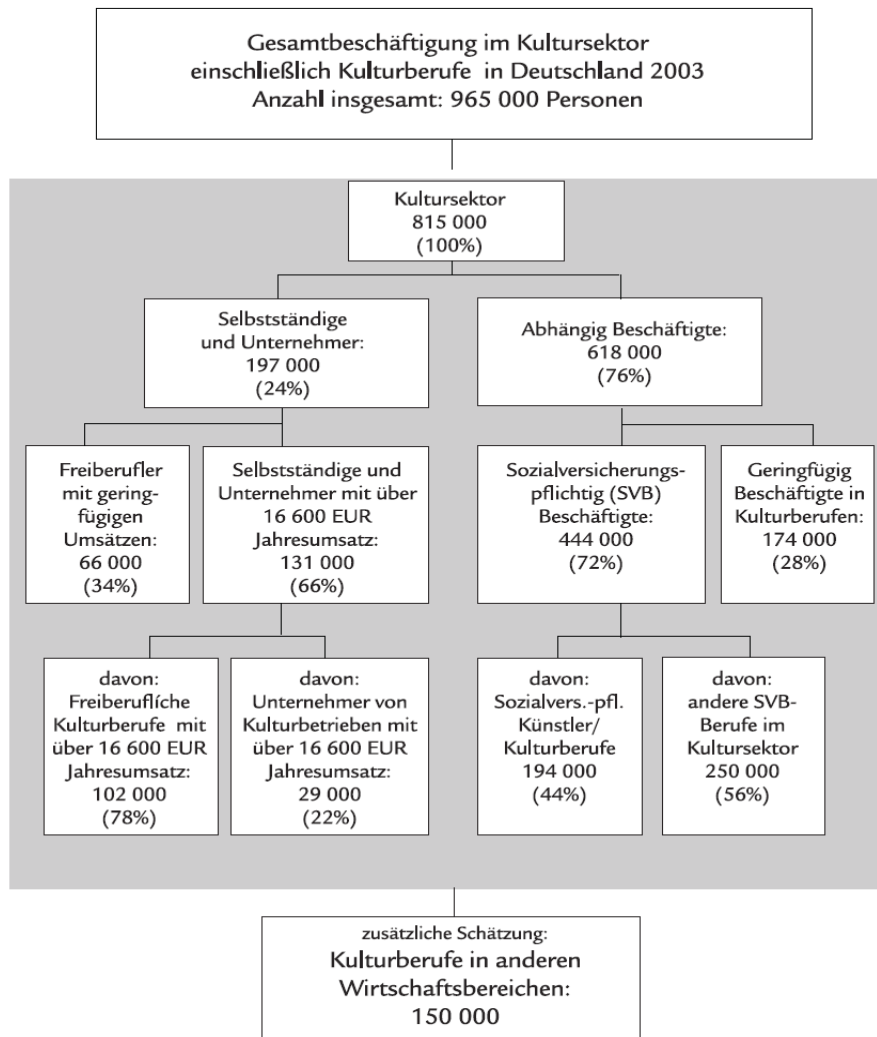 Gesamtbeschäftigung im Kultursektor
einschließlich Kulturberufe in Deutschland 2003
Anzahl insgesamt: 965 000 Personen
Kultursektor
815 000
(100%)
Selbstständige
und Unternehmer:
197 000
(24%)
Abhängig Beschäftigte:
618 000
(76%)
Freiberufler
mit gering-
fügigen
Umsätzen:
66 000
(34%)
Selbstständige und
Unternehmer mit über
16 600 EUR
Jahresumsatz:
131 000
(66%)
Sozialversicherungs-
pflichtig (SVB)
Beschäftigte:
444 000
(72%)
Geringfügig
Beschäftigte in
Kulturberufen:
174 000
(28%)
davon:
Freiberufliche
Kulturberufe mit
über 16 600 EUR
Jahresumsatz:
102 000
(78%)
davon:
Unternehmer von
Kulturbetrieben mit
über 16 600 EUR
Jahresumsatz:
29 000
(22%)
davon:
Sozialvers.-pfl.
Künstler/
Kulturberufe
194 000
(44%)
davon:
andere SVB-
Berufe im
Kultursektor
250 000
(56%)
zusätzliche Schätzung:
Kulturberufe in anderen
Wirtschaftsbereichen:
150 000